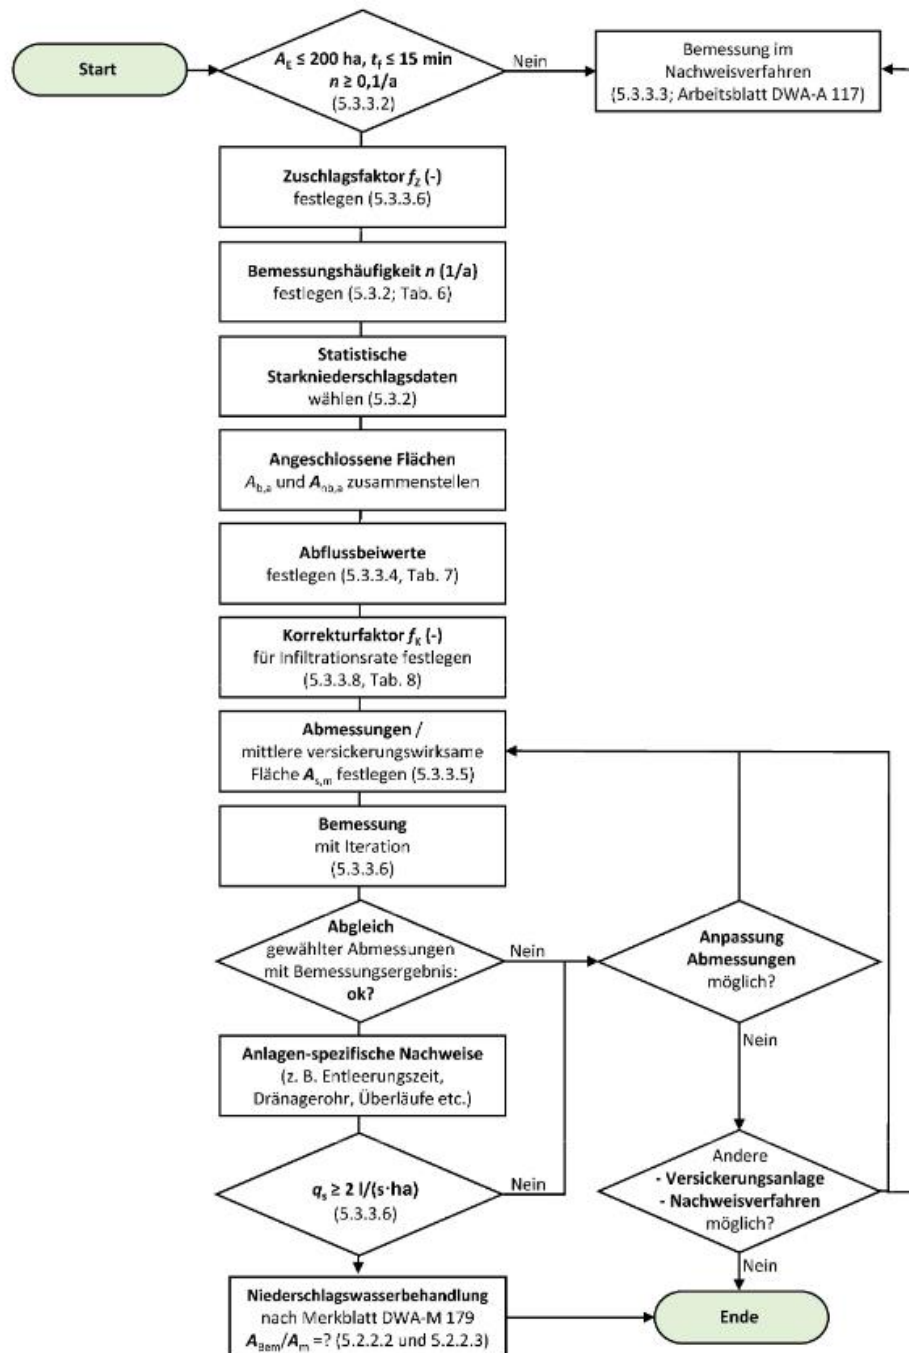 Start
A_E ≤ 200 ha, t_f ≤ 15 min
n ≥ 0,1/a
(5.3.3.2)
Nein
Bemessung im
Nachweisverfahren
(5.3.3.3; Arbeitsblatt DWA-A 117)
Zuschlagsfaktor f_Z (-)
festlegen (5.3.3.6)
Bemessungshäufigkeit n (1/a)
festlegen (5.3.2; Tab. 6)
Statistische
Starkniederschlagsdaten
wählen (5.3.2)
Angeschlossene Flächen
A_b,a und A_nb,a zusammenstellen
Abflussbeiwerte
festlegen (5.3.3.4, Tab. 7)
Korrekturfaktor f_K (-)
für Infiltrationsrate festlegen
(5.3.3.8, Tab. 8)
Abmessungen /
mittlere versickerungswirksame
Fläche A_s,m festlegen (5.3.3.5)
Bemessung
mit Iteration
(5.3.3.6)
Abgleich
gewählter Abmessungen
mit Bemessungsergebnis:
ok?
Nein
Anpassung
Abmessungen
möglich?
Nein
Anlagen-spezifische Nachweise
(z. B. Entleerungszeit,
Dränagerohr, Überläufe etc.)
q_s ≥ 2 l/(s·ha)
(5.3.3.6)
Nein
Andere
- Versickerungsanlage
- Nachweisverfahren
möglich?
Nein
Niederschlagswasserbehandlung
nach Merkblatt DWA-M 179
A_Bem/A_m =? (5.2.2.2 und 5.2.2.3)
Ende